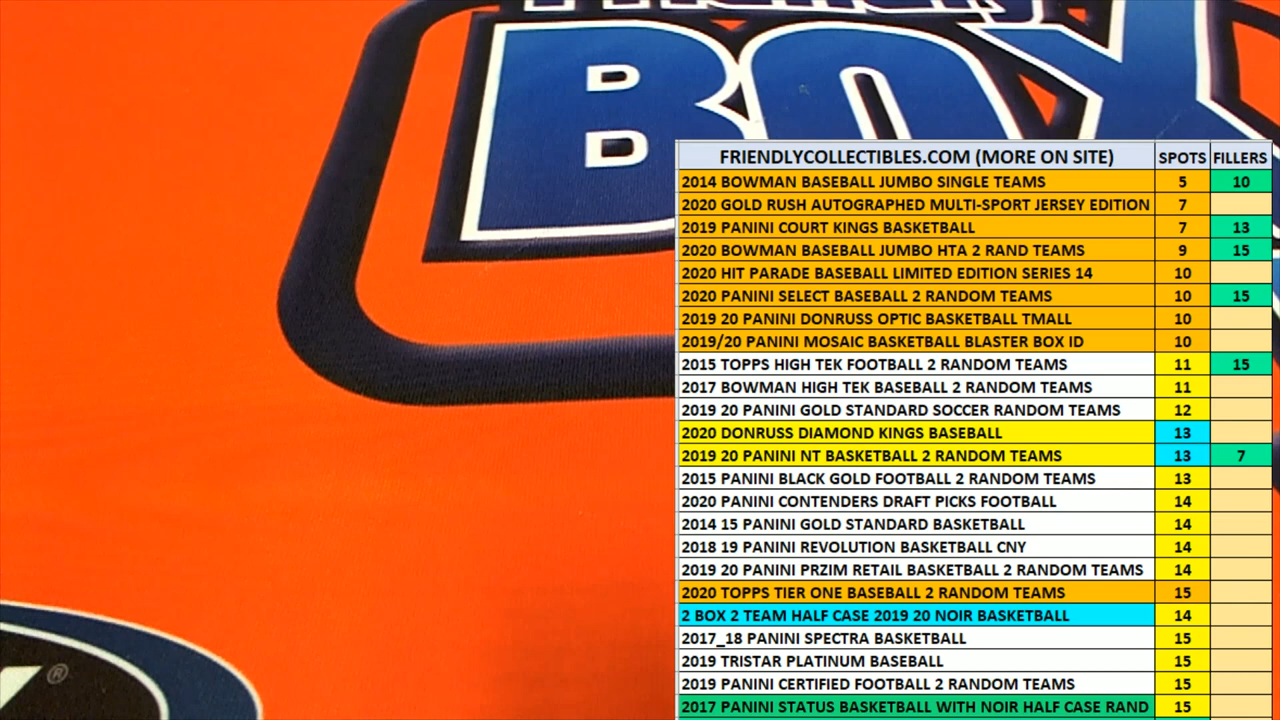 BOX
FRIENDLYCOLLECTIBLES.COM (MORE ON SITE) SPOTS FILLERS
2014 BOWMAN BASEBALL JUMBO SINGLE TEAMS 5 10
2020 GOLD RUSH AUTOGRAPHED MULTI-SPORT JERSEY EDITION 7
2019 PANINI COURT KINGS BASKETBALL 7 13
2020 BOWMAN BASEBALL JUMBO HTA 2 RAND TEAMS 9 15
2020 HIT PARADE BASEBALL LIMITED EDITION SERIES 14 10
2020 PANINI SELECT BASEBALL 2 RANDOM TEAMS 10 15
2019 20 PANINI DONRUSS OPTIC BASKETBALL TMALL 10
2019/20 PANINI MOSAIC BASKETBALL BLASTER BOX ID 10
2015 TOPPS HIGH TEK FOOTBALL 2 RANDOM TEAMS 11 15
2017 BOWMAN HIGH TEK BASEBALL 2 RANDOM TEAMS 11
2019 20 PANINI GOLD STANDARD SOCCER RANDOM TEAMS 12
2020 DONRUSS DIAMOND KINGS BASEBALL 13
2019 20 PANINI NT BASKETBALL 2 RANDOM TEAMS 13 7
2015 PANINI BLACK GOLD FOOTBALL 2 RANDOM TEAMS 13
2020 PANINI CONTENDERS DRAFT PICKS FOOTBALL 14
2014 15 PANINI GOLD STANDARD BASKETBALL 14
2018 19 PANINI REVOLUTION BASKETBALL CNY 14
2019 20 PANINI PRZIM RETAIL BASKETBALL 2 RANDOM TEAMS 14
2020 TOPPS TIER ONE BASEBALL 2 RANDOM TEAMS 15
2 BOX 2 TEAM HALF CASE 2019 20 NOIR BASKETBALL 14
2017_18 PANINI SPECTRA BASKETBALL 15
2019 TRISTAR PLATINUM BASEBALL 15
2019 PANINI CERTIFIED FOOTBALL 2 RANDOM TEAMS 15
2017 PANINI STATUS BASKETBALL WITH NOIR HALF CASE RAND 15
®